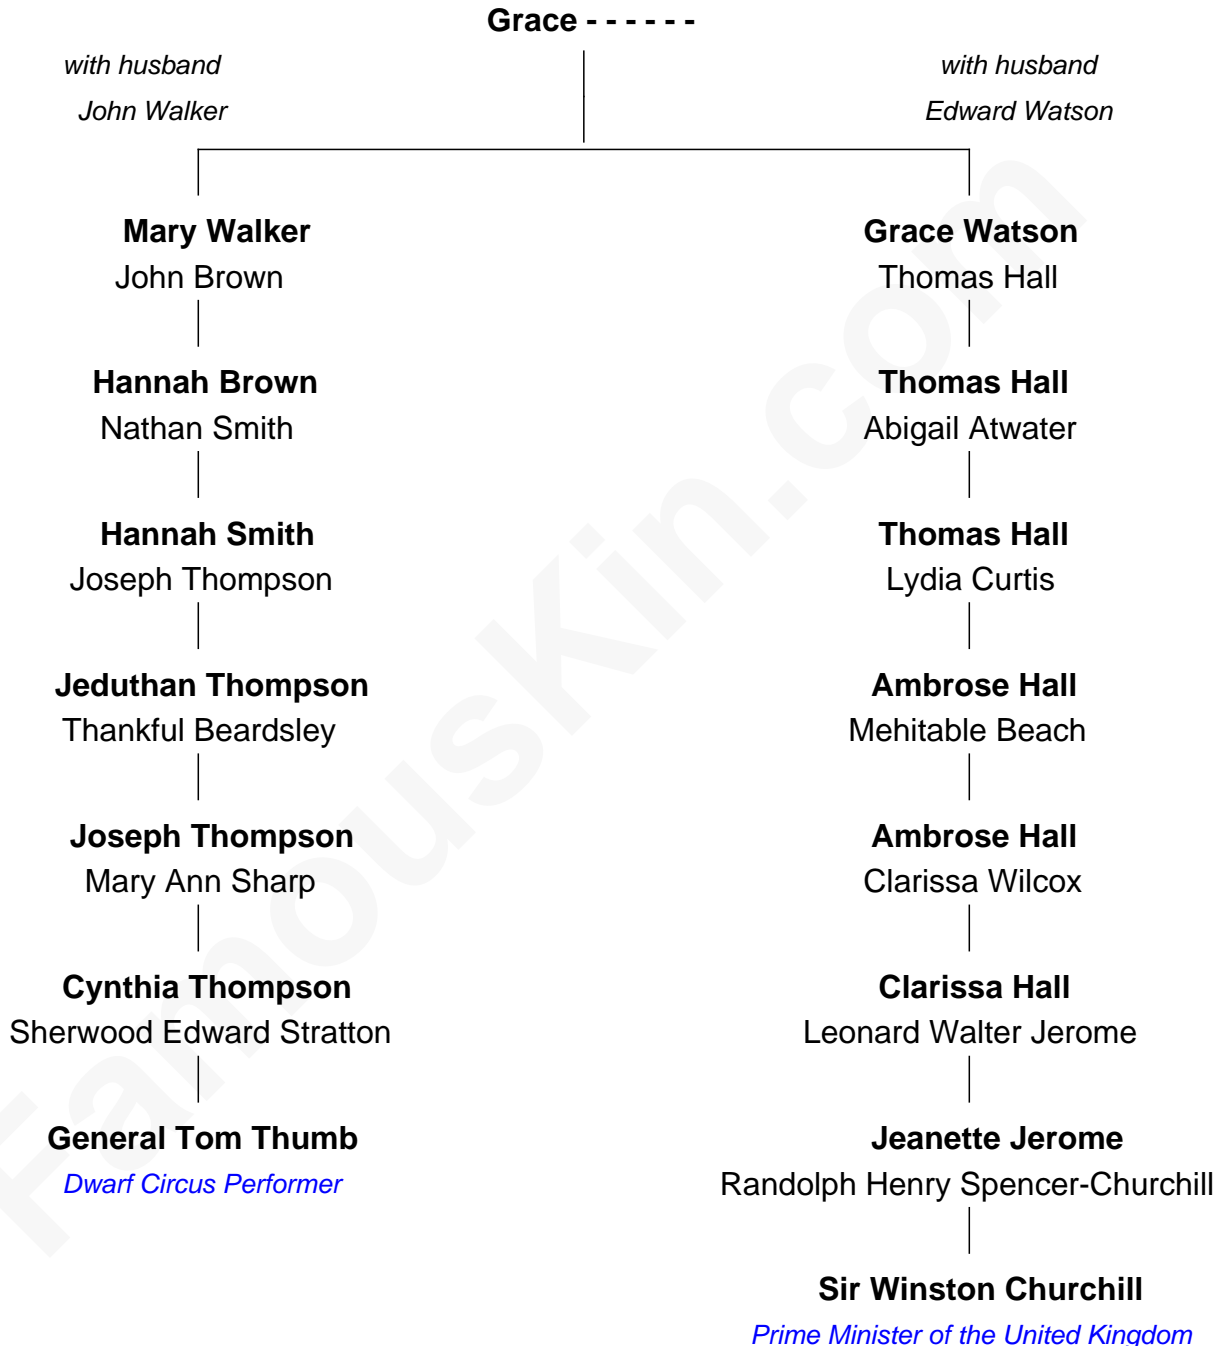 Grace - - - - - -
with husband
John Walker
with husband
Edward Watson
Mary Walker
John Brown
Hannah Brown
Nathan Smith
Hannah Smith
Joseph Thompson
Jeduthan Thompson
Thankful Beardsley
Joseph Thompson
Mary Ann Sharp
Cynthia Thompson
Sherwood Edward Stratton
General Tom Thumb
Dwarf Circus Performer
Grace Watson
Thomas Hall
Thomas Hall
Abigail Atwater
Thomas Hall
Lydia Curtis
Ambrose Hall
Mehitable Beach
Ambrose Hall
Clarissa Wilcox
Clarissa Hall
Leonard Walter Jerome
Jeanette Jerome
Randolph Henry Spencer-Churchill
Sir Winston Churchill
Prime Minister of the United Kingdom
FamousKin.com